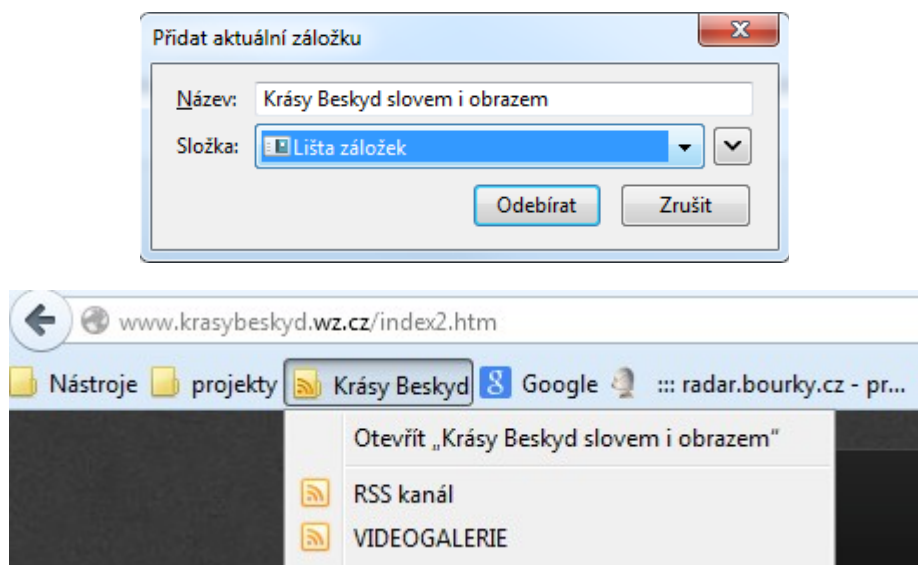 Přidat aktuální záložku
Název: Krásy Beskyd slovem i obrazem
Složka: Lišta záložek
Odebírat Zrušit
www.krasybeskyd.wz.cz/index2.htm
Nástroje projekty Krásy Beskyd Google ::: radar.bourky.cz - pr...
Otevřít „Krásy Beskyd slovem i obrazem“
RSS kanál
VIDEOGALERIE